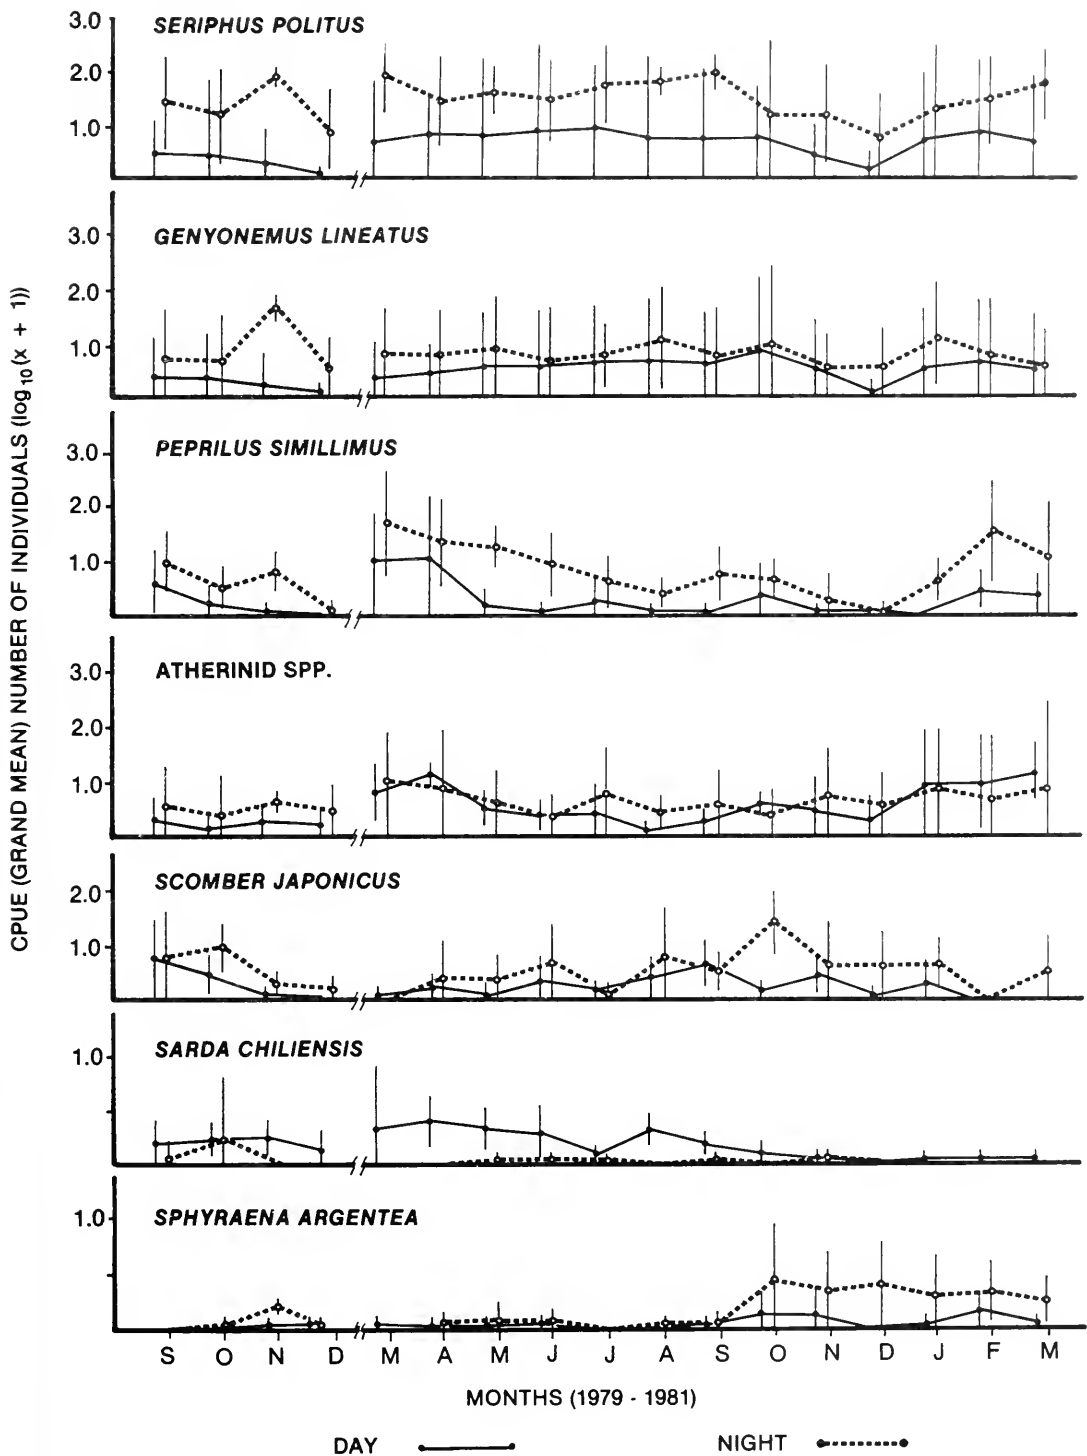 CPUE (GRAND MEAN) NUMBER OF INDIVIDUALS (log10(x + 1))
SERIPHUS POLITUS
3.0
2.0
1.0
GENYONEMUS LINEATUS
3.0
2.0
1.0
PEPRILUS SIMILLIMUS
3.0
2.0
1.0
ATHERINID SPP.
3.0
2.0
1.0
SCOMBER JAPONICUS
2.0
1.0
SARDA CHILIENSIS
1.0
SPHYRAENA ARGENTEA
1.0
S O N D M A M J J A S O N D J F M
MONTHS (1979 - 1981)
DAY NIGHT